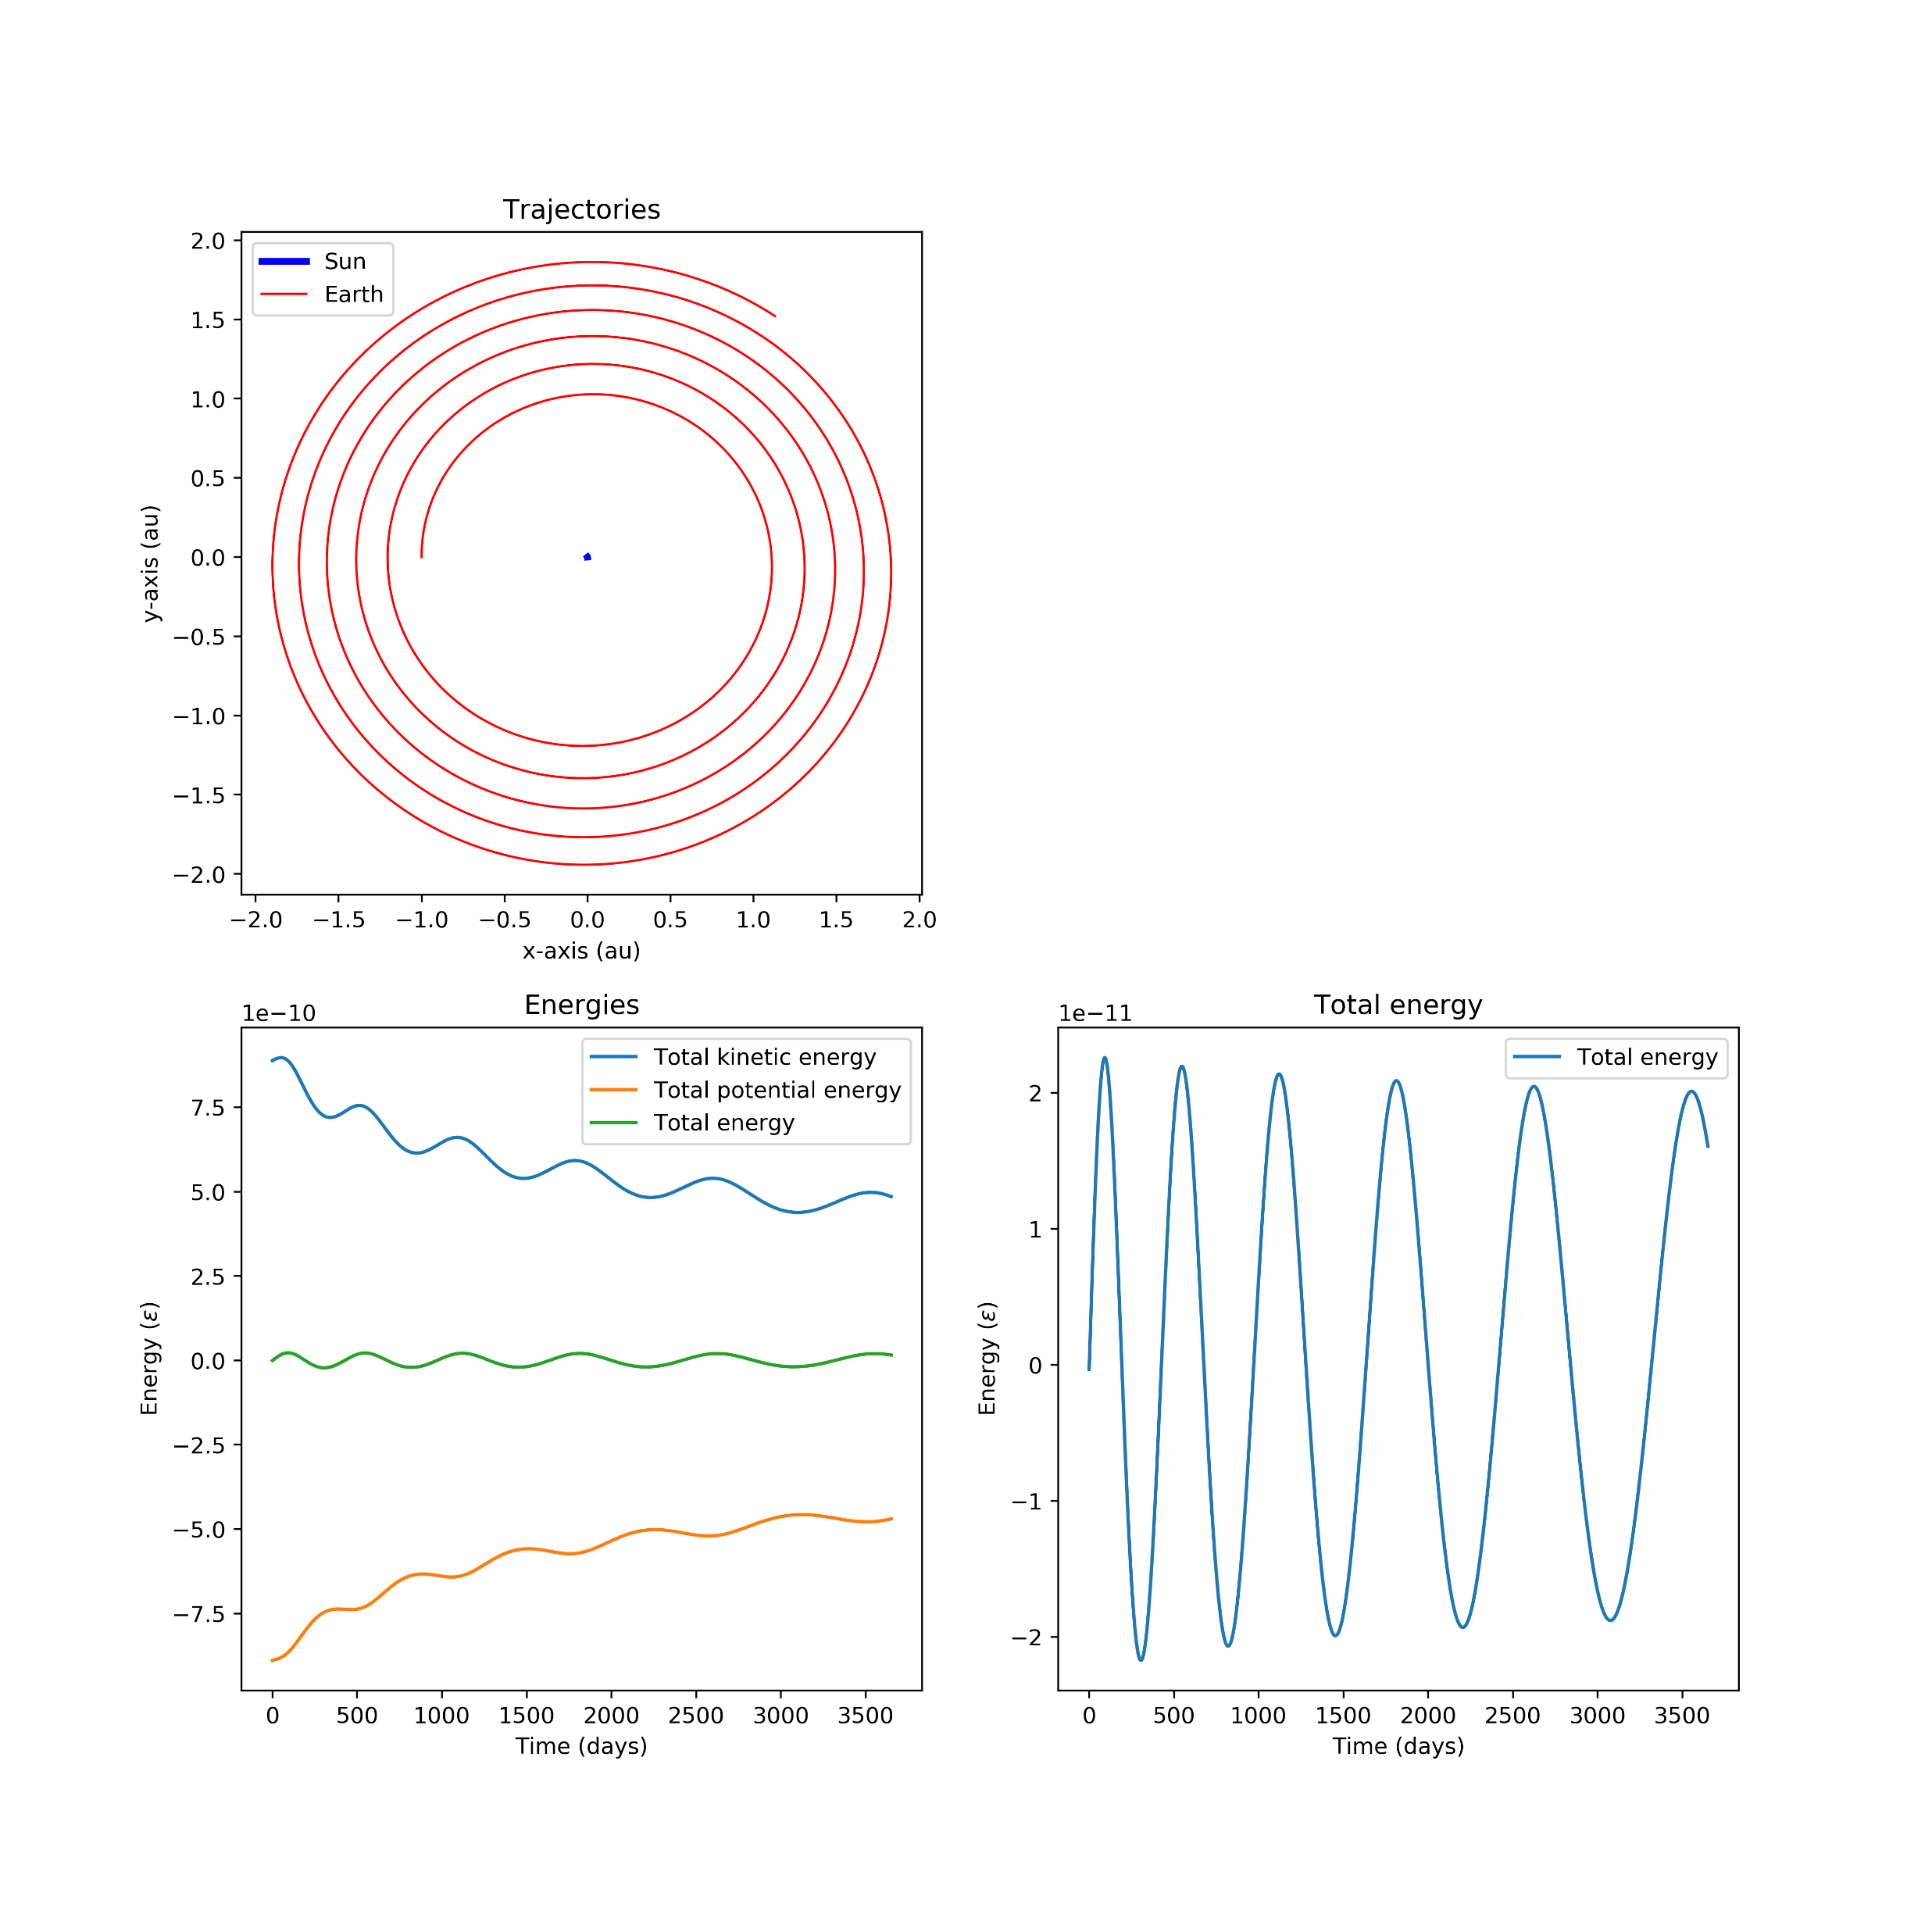 Trajectories
2.0
1.5
1.0
0.5
0.0
−0.5
−1.0
−1.5
−2.0
y-axis (au)
Sun
Earth
−2.0 −1.5 −1.0 −0.5 0.0 0.5 1.0 1.5 2.0
x-axis (au)
Energies
1e−10
7.5
5.0
2.5
0.0
−2.5
−5.0
−7.5
Energy (ε)
Total kinetic energy
Total potential energy
Total energy
0 500 1000 1500 2000 2500 3000 3500
Time (days)
Total energy
1e−11
2
1
0
−1
−2
Energy (ε)
Total energy
0 500 1000 1500 2000 2500 3000 3500
Time (days)